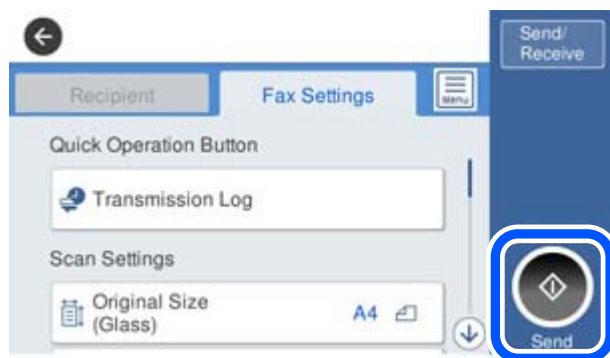 Send/
Receive
Recipient
Fax Settings
Menu
Quick Operation Button
Transmission Log
Scan Settings
Original Size
(Glass)
A4
Send